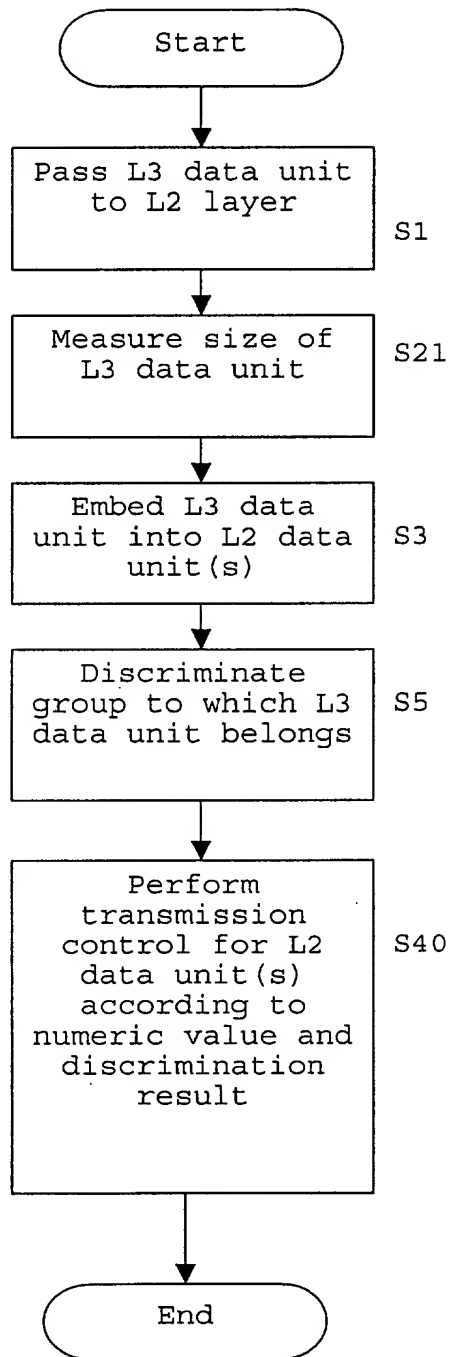 Start
Pass L3 data unit
to L2 layer
S1
Measure size of
L3 data unit
S21
Embed L3 data
unit into L2 data
unit(s)
S3
Discriminate
group to which L3
data unit belongs
S5
Perform
transmission
control for L2
data unit(s)
according to
numeric value and
discrimination
result
S40
End